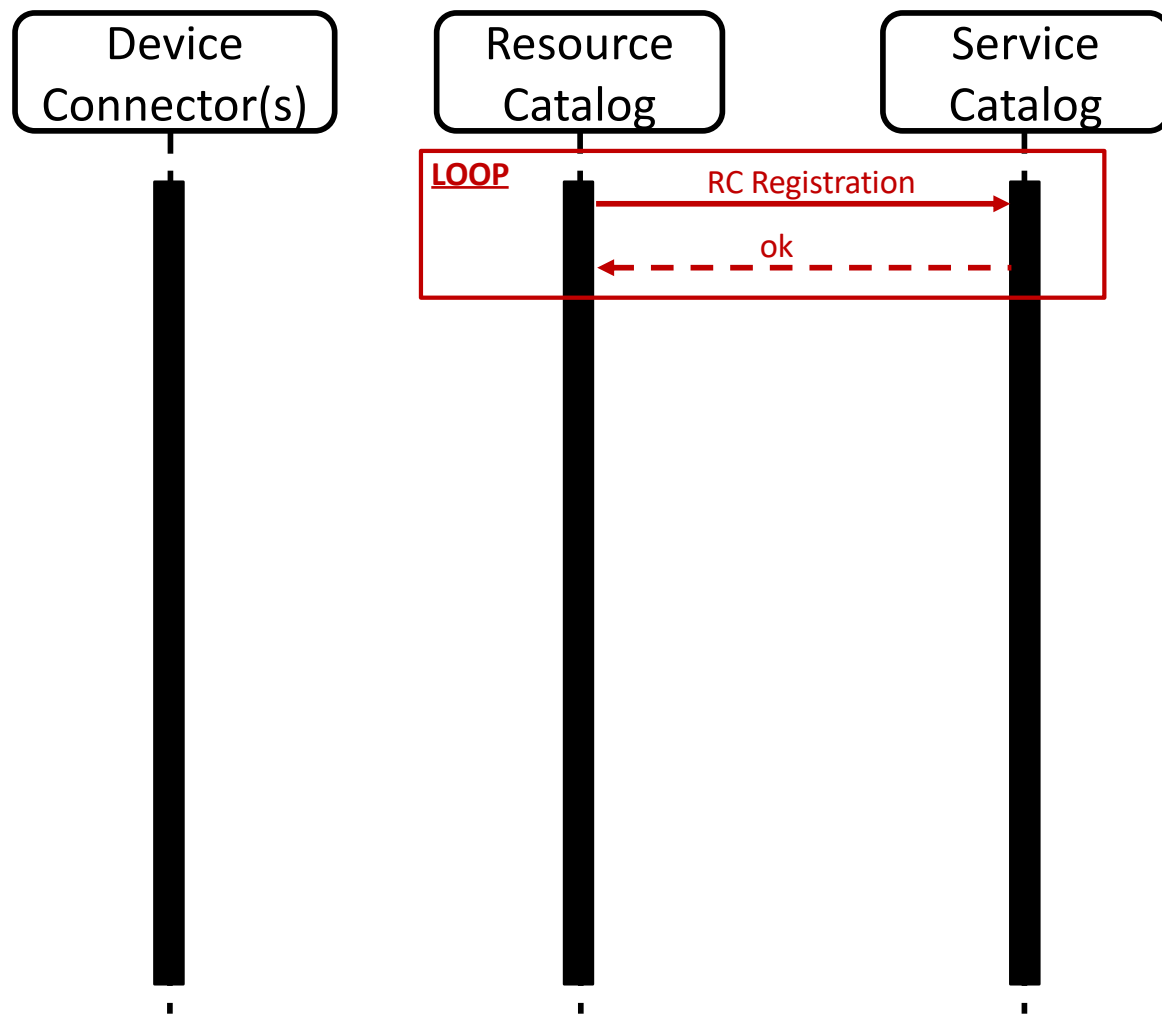 Device
Connector(s)
Resource
Catalog
Service
Catalog
LOOP
RC Registration
ok